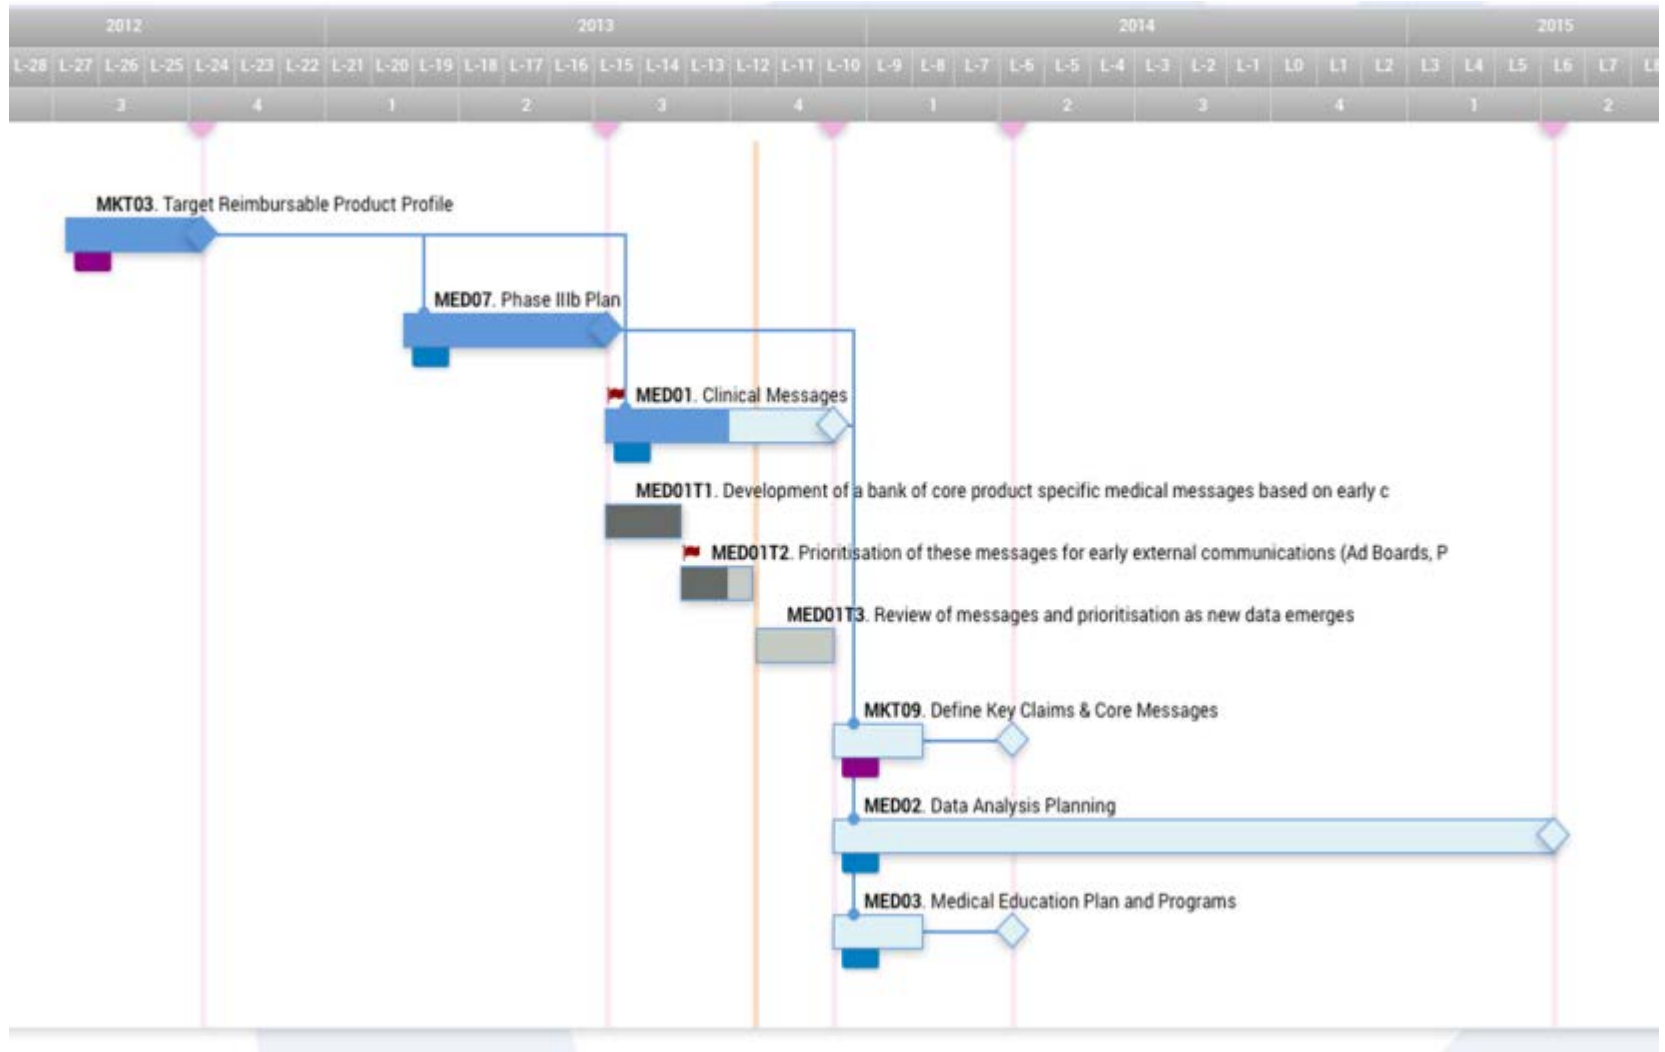 2012 2013 2014 2015
L-28 L-27 L-26 L-25 L-24 L-23 L-22 L-21 L-20 L-19 L-18 L-17 L-16 L-15 L-14 L-13 L-12 L-11 L-10 L-9 L-8 L-7 L-6 L-5 L-4 L-3 L-2 L-1 L0 L1 L2 L3 L4 L5 L6 L7
3 4 1 2 3 4 1 2 3 4 1 2
MKT03. Target Reimbursable Product Profile
MED07. Phase IIIb Plan
MED01. Clinical Messages
MED01T1. Development of a bank of core product specific medical messages based on early c
MED01T2. Prioritisation of these messages for early external communications (Ad Boards, P
MED01T3. Review of messages and prioritisation as new data emerges
MKT09. Define Key Claims & Core Messages
MED02. Data Analysis Planning
MED03. Medical Education Plan and Programs